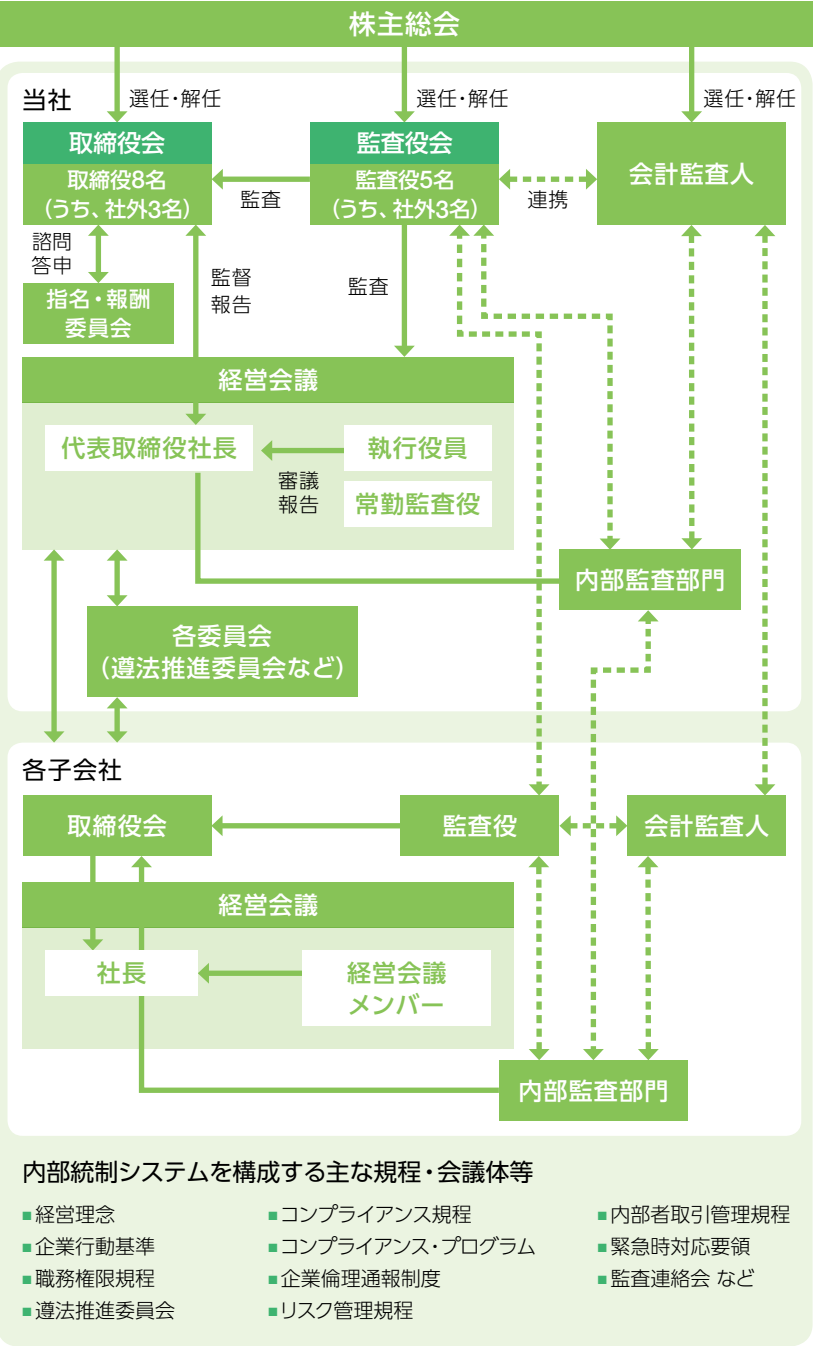 株主総会
当社
選任・解任
選任・解任
選任・解任
取締役会
取締役8名
（うち、社外3名）
監査
監査役会
監査役5名
（うち、社外3名）
連携
会計監査人
諮問
答申
指名・報酬
委員会
監督
報告
監査
経営会議
代表取締役社長
執行役員
審議
報告
常勤監査役
内部監査部門
各委員会
（遵法推進委員会など）
各子会社
取締役会
監査役
会計監査人
経営会議
社長
経営会議
メンバー
内部監査部門
内部統制システムを構成する主な規程・会議体等
■経営理念
■企業行動基準
■職務権限規程
■遵法推進委員会
■コンプライアンス規程
■コンプライアンス・プログラム
■企業倫理通報制度
■リスク管理規程
■内部者取引管理規程
■緊急時対応要領
■監査連絡会 など